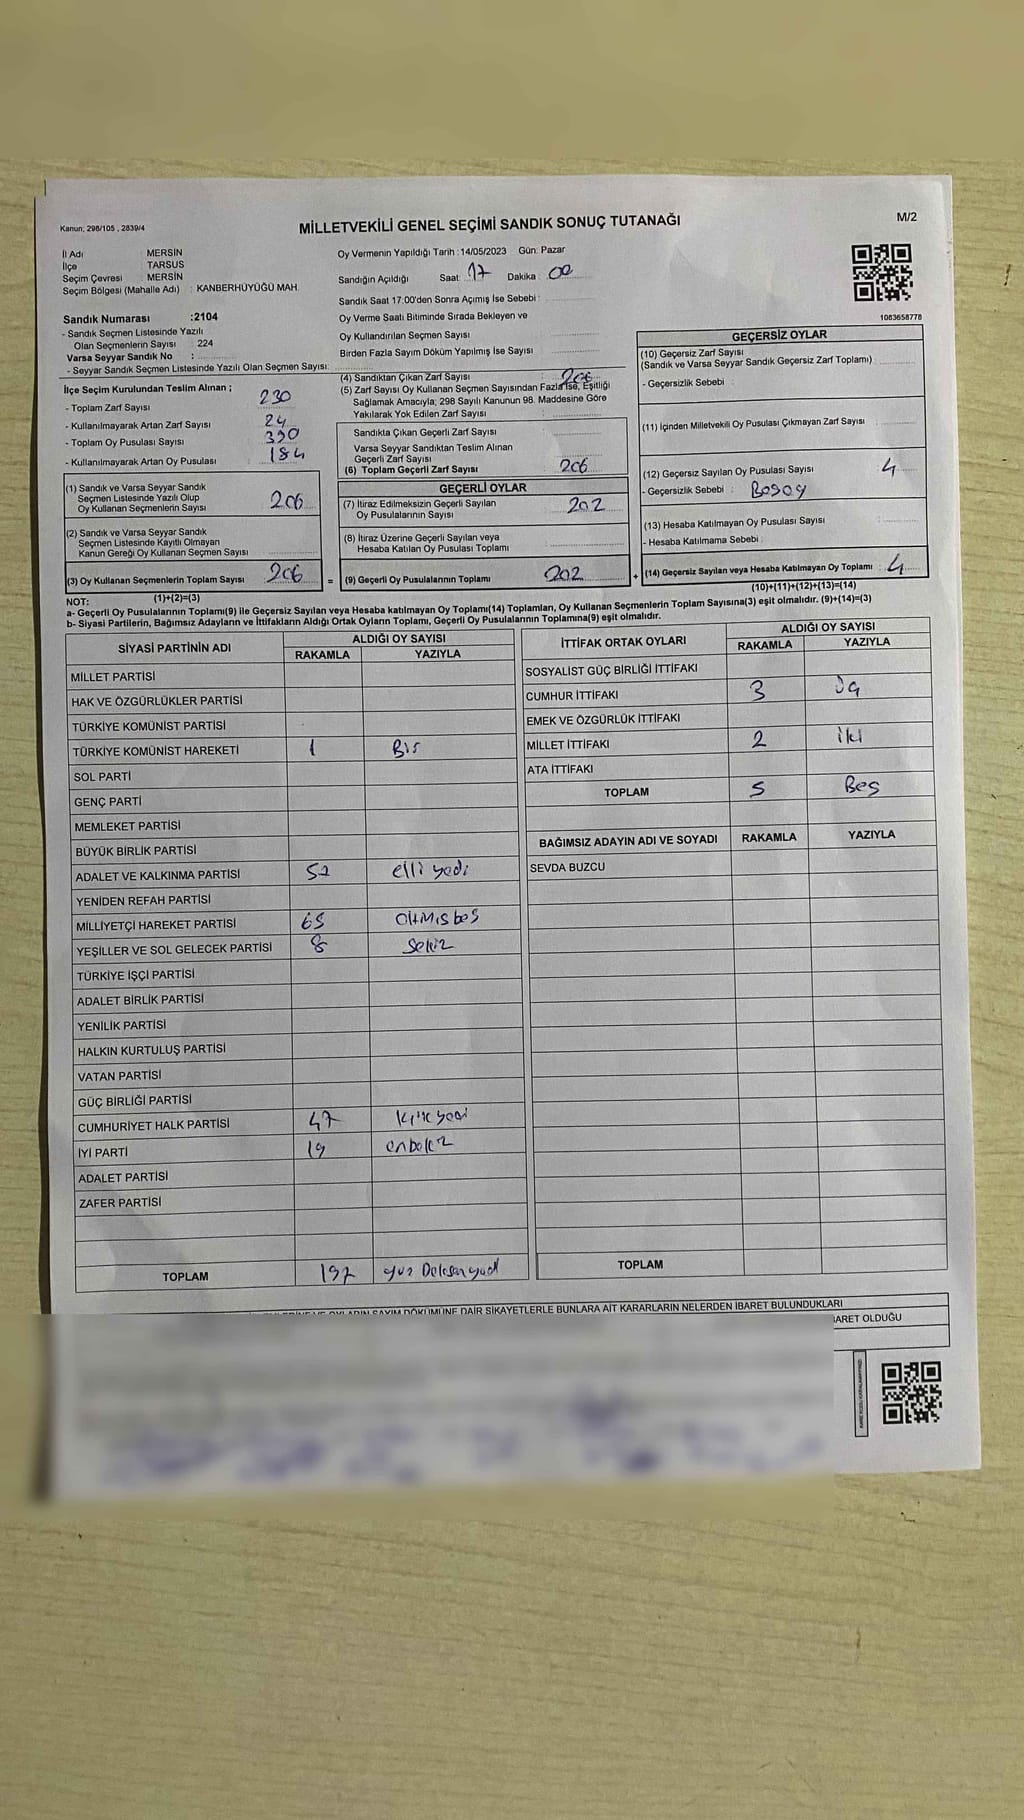 Kanun; 298/105 , 2839/4
MİLLETVEKİLİ GENEL SEÇİMİ SANDIK SONUÇ TUTANAĞI
M/2
İl Adı : MERSİN
İlçe : TARSUS
Seçim Çevresi : MERSİN
Seçim Bölgesi (Mahalle Adı) : KANBERHÜYÜĞÜ MAH.
Sandık Numarası :2104
- Sandık Seçmen Listesinde Yazılı
Olan Seçmenlerin Sayısı : 224
Varsa Seyyar Sandık No :
- Seyyar Sandık Seçmen Listesinde Yazılı Olan Seçmen Sayısı:
Oy Vermenin Yapıldığı Tarih :14/05/2023 Gün: Pazar
Sandığın Açıldığı Saat: 17 Dakika : 00
Sandık Saat 17:00'den Sonra Açımış İse Sebebi :
Oy Verme Saati Bitiminde Sırada Bekleyen ve
Oy Kullandırılan Seçmen Sayısı
Birden Fazla Sayım Döküm Yapılmış İse Sayısı
1083658778
İlçe Seçim Kurulundan Teslim Alınan ;
- Toplam Zarf Sayısı : 230
- Kullanılmayarak Artan Zarf Sayısı : 24
- Toplam Oy Pusulası Sayısı : 390
- Kullanılmayarak Artan Oy Pusulası : 184
(1) Sandık ve Varsa Seyyar Sandık
Seçmen Listesinde Yazılı Olup
Oy Kullanan Seçmenlerin Sayısı 206
(2) Sandık ve Varsa Seyyar Sandık
Seçmen Listesinde Kayıtlı Olmayan
Kanun Gereği Oy Kullanan Seçmen Sayısı
(3) Oy Kullanan Seçmenlerin Toplam Sayısı 206
(1)+(2)=(3)
(4) Sandıktan Çıkan Zarf Sayısı : 206
(5) Zarf Sayısı Oy Kullanan Seçmen Sayısından Fazla İse, Eşitliği
Sağlamak Amacıyla; 298 Sayılı Kanunun 98. Maddesine Göre
Yakılarak Yok Edilen Zarf Sayısı :
Sandıkta Çıkan Geçerli Zarf Sayısı
Varsa Seyyar Sandıktan Teslim Alınan
Geçerli Zarf Sayısı
(6) Toplam Geçerli Zarf Sayısı 206
GEÇERLİ OYLAR
(7) İtiraz Edilmeksizin Geçerli Sayılan
Oy Pusulalarının Sayısı 202
(8) İtiraz Üzerine Geçerli Sayılan veya
Hesaba Katılan Oy Pusulası Toplamı
= (9) Geçerli Oy Pusulalarının Toplamı 202
GEÇERSİZ OYLAR
(10) Geçersiz Zarf Sayısı
(Sandık ve Varsa Seyyar Sandık Geçersiz Zarf Toplamı) :
- Geçersizlik Sebebi :
(11) İçinden Milletvekili Oy Pusulası Çıkmayan Zarf Sayısı :
(12) Geçersiz Sayılan Oy Pusulası Sayısı : 4
- Geçersizlik Sebebi :
(13) Hesaba Katılmayan Oy Pusulası Sayısı :
- Hesaba Katılmama Sebebi :
+ (14) Geçersiz Sayılan veya Hesaba Katılmayan Oy Toplamı : 4
(10)+(11)+(12)+(13)=(14)
NOT:
a- Geçerli Oy Pusulalarının Toplamı(9) ile Geçersiz Sayılan veya Hesaba katılmayan Oy Toplamı(14) Toplamları, Oy Kullanan Seçmenlerin Toplam Sayısına(3) eşit olmalıdır. (9)+(14)=(3)
b- Siyasi Partilerin, Bağımsız Adayların ve İttifakların Aldığı Ortak Oyların Toplamı, Geçerli Oy Pusulalarının Toplamına(9) eşit olmalıdır.
SİYASİ PARTİNİN ADI ALDIĞI OY SAYISI
RAKAMLA YAZIYLA
MİLLET PARTİSİ
HAK VE ÖZGÜRLÜKLER PARTİSİ
TÜRKİYE KOMÜNİST PARTİSİ
TÜRKİYE KOMÜNİST HAREKETİ 1 Bir
SOL PARTİ
GENÇ PARTİ
MEMLEKET PARTİSİ
BÜYÜK BİRLİK PARTİSİ
ADALET VE KALKINMA PARTİSİ 57 elli yedi
YENİDEN REFAH PARTİSİ
MİLLİYETÇİ HAREKET PARTİSİ 65 altmış beş
YEŞİLLER VE SOL GELECEK PARTİSİ 8 sekiz
TÜRKİYE İŞÇİ PARTİSİ
ADALET BİRLİK PARTİSİ
YENİLİK PARTİSİ
HALKIN KURTULUŞ PARTİSİ
VATAN PARTİSİ
GÜÇ BİRLİĞİ PARTİSİ
CUMHURİYET HALK PARTİSİ 47 kırk yedi
İYİ PARTİ 19
ADALET PARTİSİ
ZAFER PARTİSİ
TOPLAM 197 yüz
İTTİFAK ORTAK OYLARI ALDIĞI OY SAYISI
RAKAMLA YAZIYLA
SOSYALİST GÜÇ BİRLİĞİ İTTİFAKI
CUMHUR İTTİFAKI 3 üç
EMEK VE ÖZGÜRLÜK İTTİFAKI
MİLLET İTTİFAKI 2 iki
ATA İTTİFAKI
TOPLAM 5 Beş
BAĞIMSIZ ADAYIN ADI VE SOYADI RAKAMLA YAZIYLA
SEVDA BUZCU
TOPLAM
OYLARIN SAYIM DÖKÜMÜNE DAİR ŞİKAYETLERLE BUNLARA AİT KARARLARIN NELERDEN İBARET BULUNDUKLARI
OLDUĞU